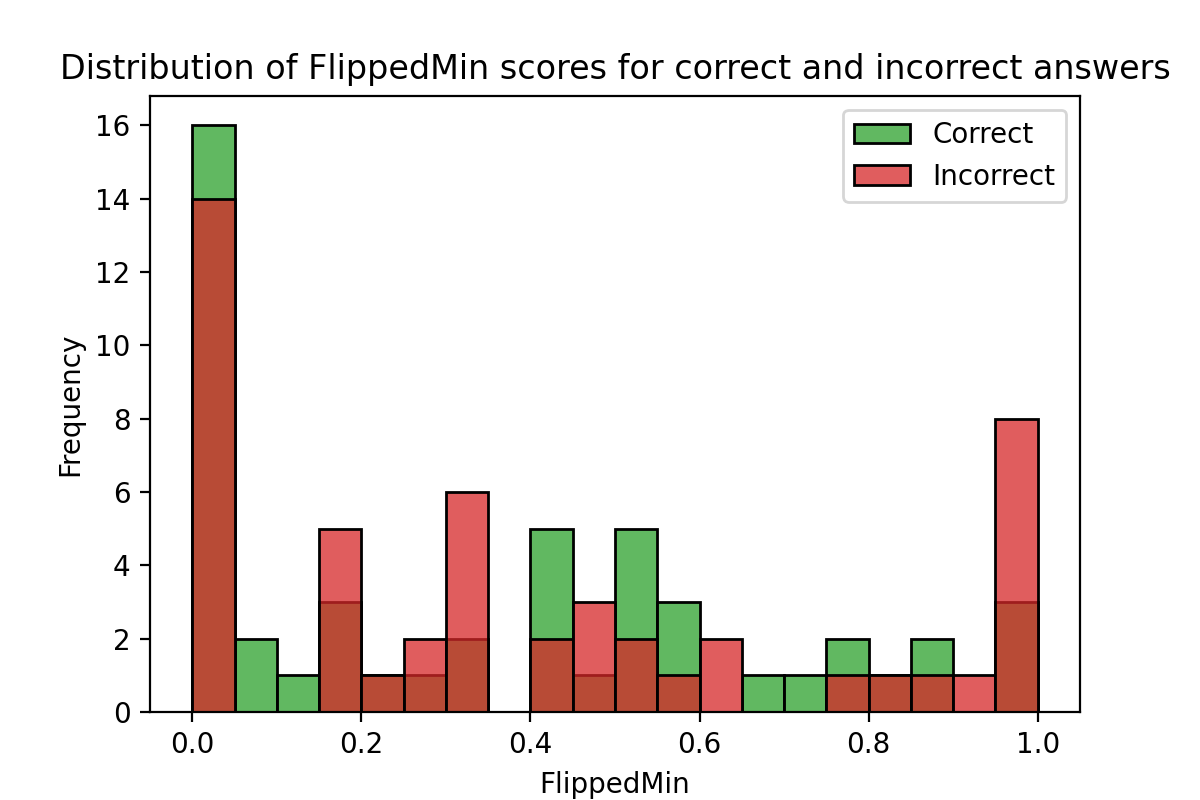 Distribution of FlippedMin scores for correct and incorrect answers
Correct
Incorrect
Frequency
16
14
12
10
8
6
4
2
0
0.0 0.2 0.4 0.6 0.8 1.0
FlippedMin